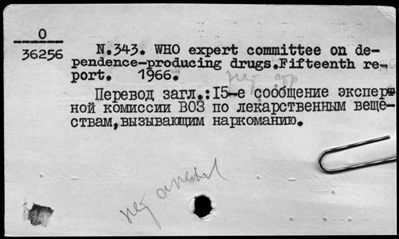 0
36256
N.343. WHO expert committee on de-
pendence-producing drugs.Fifteenth re-
port. 1966.
Перевод загл.:15-е сообщение эксперт
ной комиссии ВОЗ по лекарственным веще-
ствам,вызывающим наркоманию.